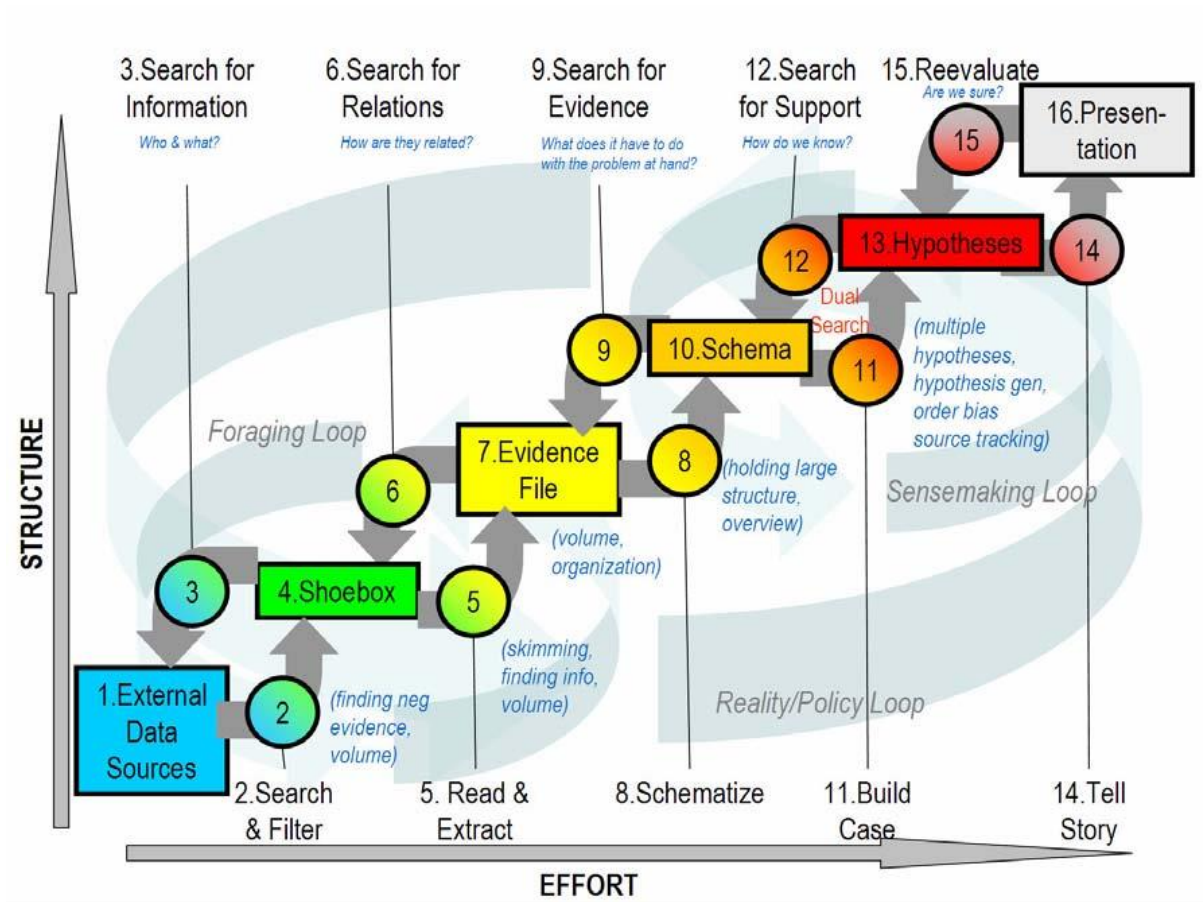 3.Search for
Information
Who & what?
6.Search for
Relations
How are they related?
9.Search for
Evidence
What does it have to do
with the problem at hand?
12.Search
for Support
How do we know?
15.Reevaluate
Are we sure?
15
16.Presen-
tation
12
13.Hypotheses
14
Dual
Search
9
10.Schema
11
(multiple
hypotheses,
hypothesis gen,
order bias
source tracking)
Foraging Loop
6
7.Evidence
File
8
(holding large
structure,
overview)
Sensemaking Loop
(volume,
organization)
3
4.Shoebox
5
(skimming,
finding info,
volume)
1.External
Data
Sources
2
(finding neg
evidence,
volume)
Reality/Policy Loop
2.Search
& Filter
5. Read &
Extract
8.Schematize
11.Build
Case
14.Tell
Story
STRUCTURE
EFFORT